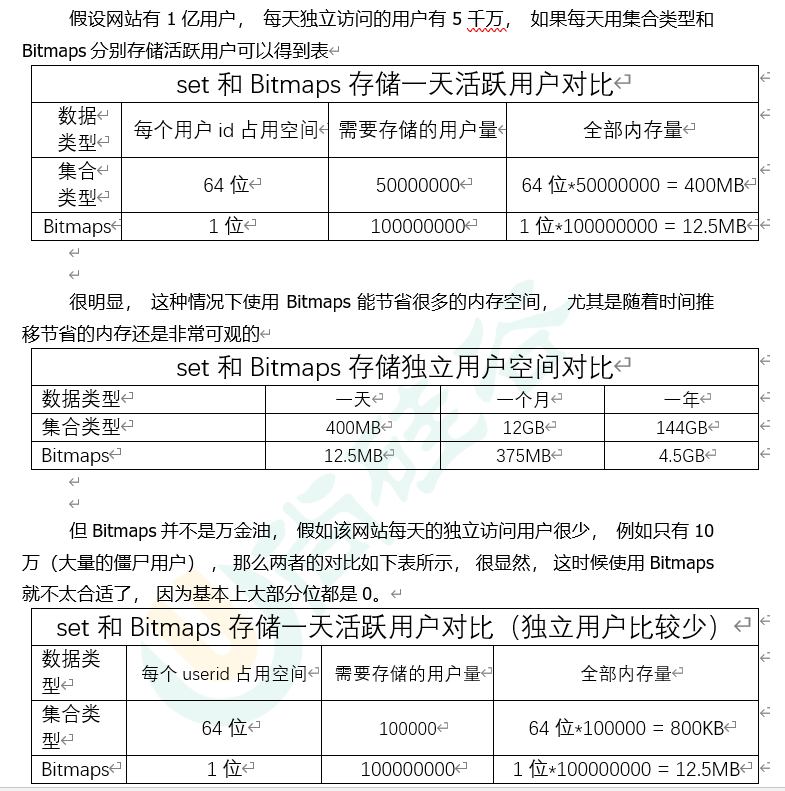 假设网站有 1 亿用户， 每天独立访问的用户有 5 千万， 如果每天用集合类型和
Bitmaps 分别存储活跃用户可以得到表
set 和 Bitmaps 存储一天活跃用户对比
数据类型 每个用户 id 占用空间 需要存储的用户量 全部内存量
集合类型 64 位 50000000 64 位*50000000 = 400MB
Bitmaps 1 位 100000000 1 位*100000000 = 12.5MB
很明显， 这种情况下使用 Bitmaps 能节省很多的内存空间， 尤其是随着时间推
移节省的内存还是非常可观的
set 和 Bitmaps 存储独立用户空间对比
数据类型 一天 一个月 一年
集合类型 400MB 12GB 144GB
Bitmaps 12.5MB 375MB 4.5GB
但 Bitmaps 并不是万金油， 假如该网站每天的独立访问用户很少， 例如只有 10
万（大量的僵尸用户） ， 那么两者的对比如下表所示， 很显然， 这时候使用 Bitmaps
就不太合适了， 因为基本上大部分位都是 0。
set 和 Bitmaps 存储一天活跃用户对比（独立用户比较少）
数据类型 每个 userid 占用空间 需要存储的用户量 全部内存量
集合类型 64 位 100000 64 位*100000 = 800KB
Bitmaps 1 位 100000000 1 位*100000000 = 12.5MB
尚硅谷